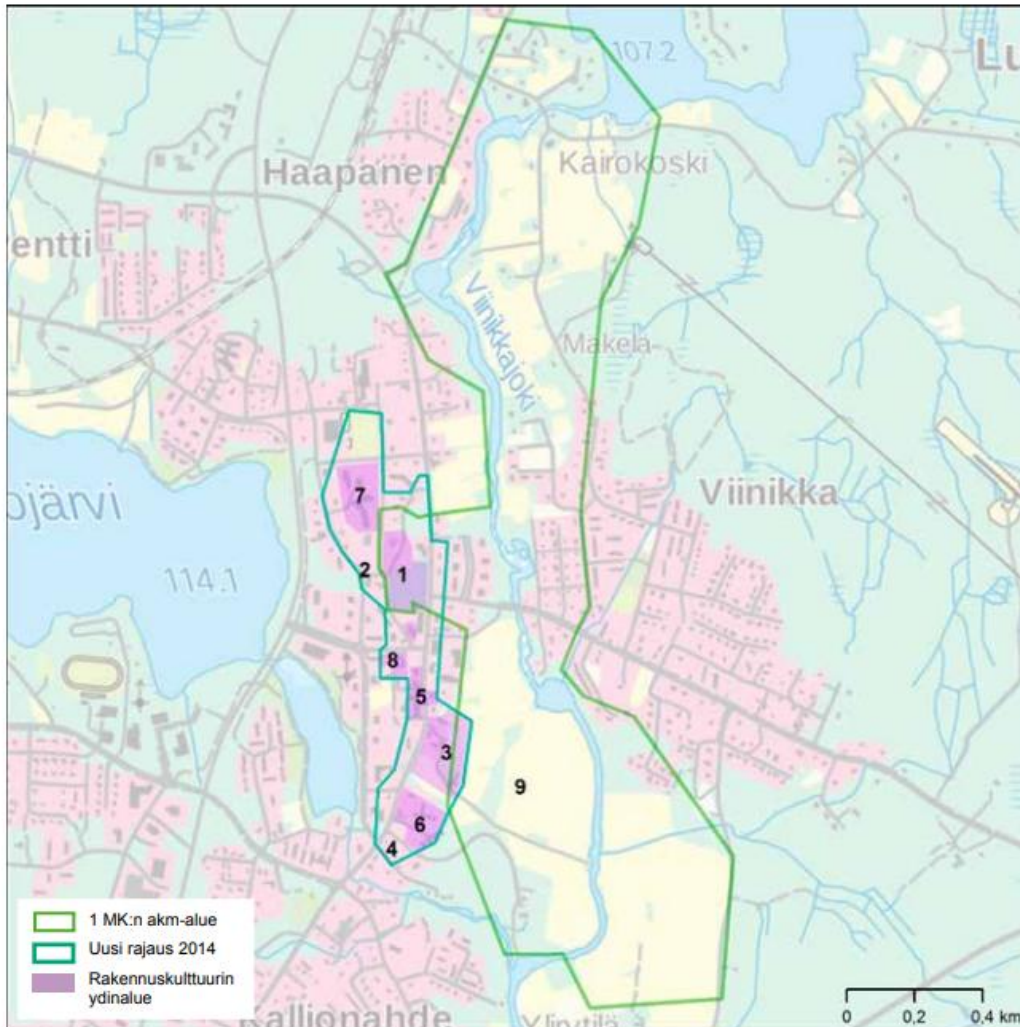 107.2
Lu
Kairokoski
Haapanen
entti
Viinikkajoki
Mäkelä
Viinikka
ojärvi
7
114.1
2
1
8
5
3
9
6
4
1 MK:n akm-alue
Uusi rajaus 2014
Rakennuskulttuurin
ydinalue
Kallionahde
0 0,2 0,4 km